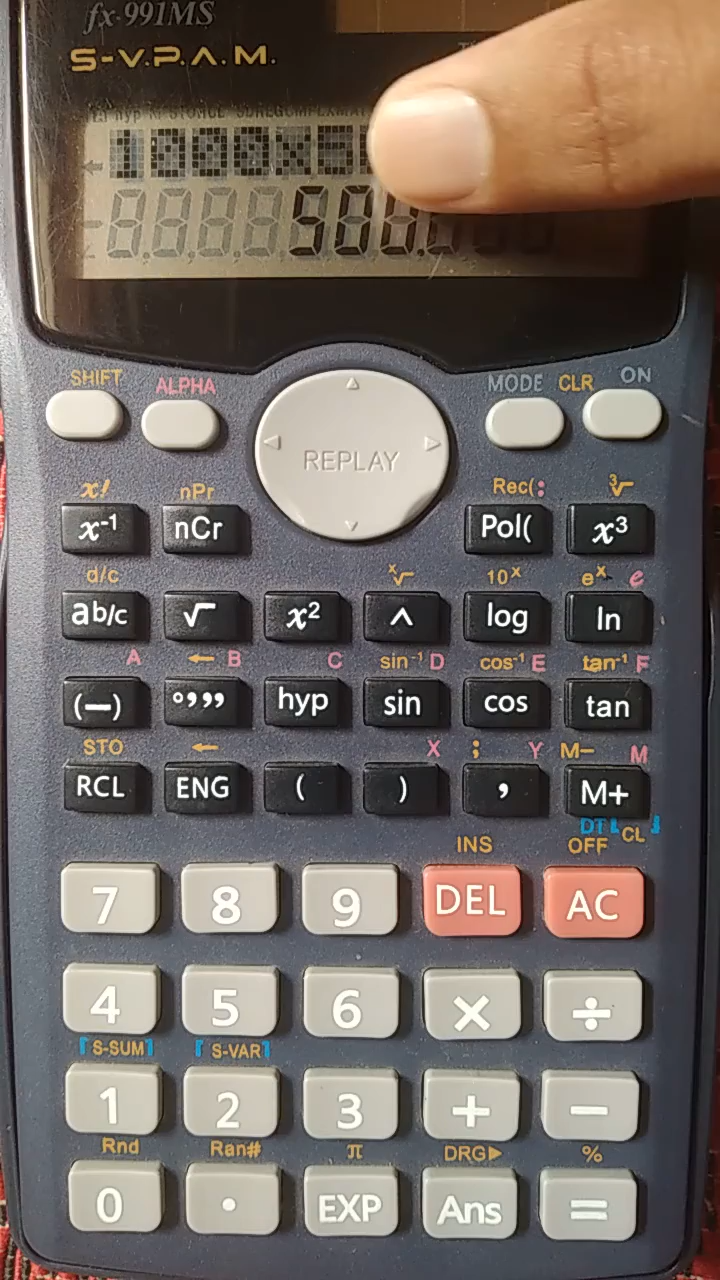 fx-991MS
S-V.P.A.M.
1000x5
500.000
SHIFT ALPHA MODE CLR ON
REPLAY
x! nPr Rec( : ³√
x⁻¹ nCr Pol( x³
d/c ˣ√ 10ˣ eˣ e
ab/c √ x² ^ log ln
A ← B C sin⁻¹ D cos⁻¹ E tan⁻¹ F
(−) °,,, hyp sin cos tan
STO ← X ; Y M− M
RCL ENG ( ) , M+
DT CL
INS OFF
7 8 9 DEL AC
4 5 6 × ÷
S-SUM S-VAR
1 2 3 + −
Rnd Ran# π DRG▶ %
0 . EXP Ans =